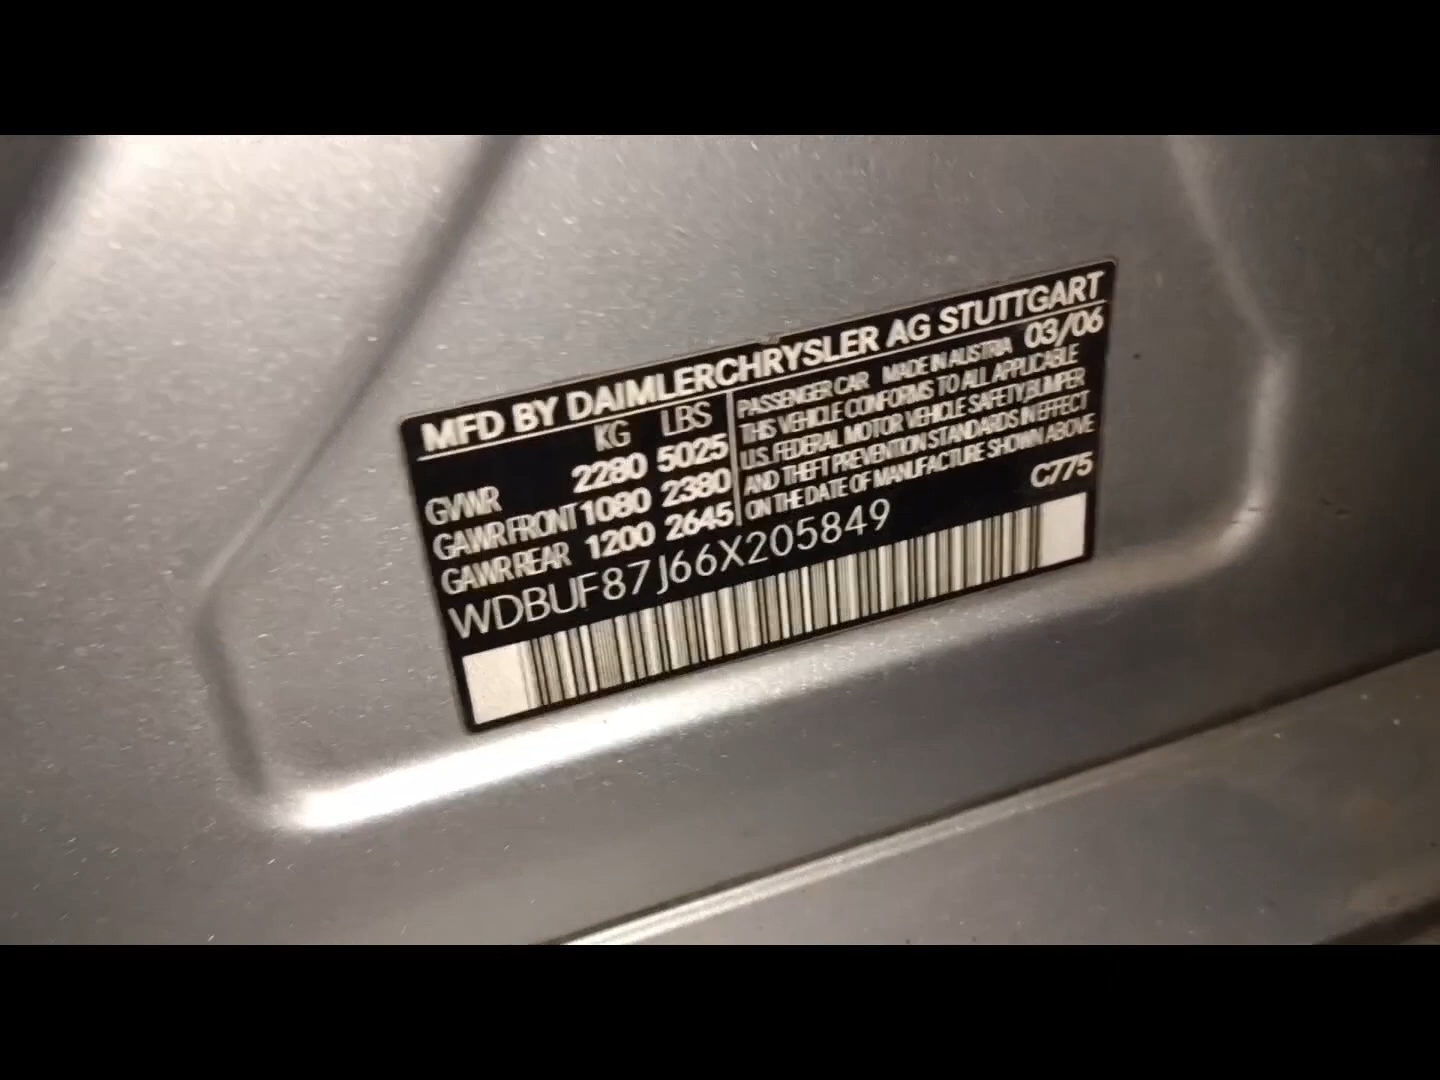 MFD BY DAIMLERCHRYSLER AG STUTTGART
KG LBS
GVWR 2280 5025
GAWR FRONT 1080 2380
GAWR REAR 1200 2645
PASSENGER CAR MADE IN AUSTRIA 03/06
THIS VEHICLE CONFORMS TO ALL APPLICABLE
U.S. FEDERAL MOTOR VEHICLE SAFETY,BUMPER
AND THEFT PREVENTION STANDARDS IN EFFECT
ON THE DATE OF MANUFACTURE SHOWN ABOVE
C775
WDBUF87J66X205849